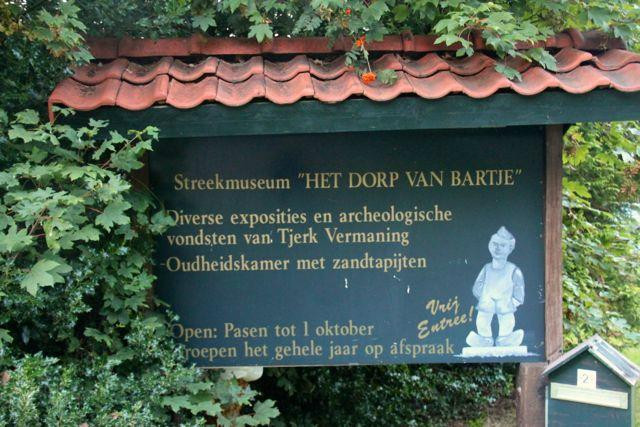 Streekmuseum "HET DORP VAN BARTJE"
Diverse exposities en archeologische
vondsten van Tjerk Vermaning
-Oudheidskamer met zandtapijten
Vrij
Entree!
Open: Pasen tot 1 oktober
Groepen het gehele jaar op afspraak
2